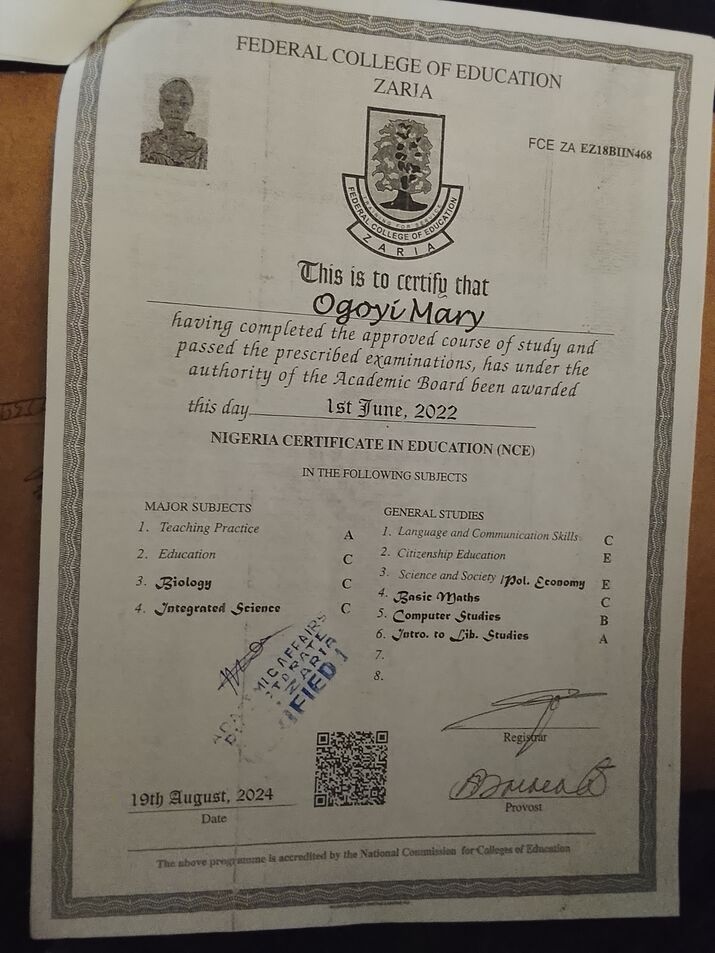 FEDERAL COLLEGE OF EDUCATION
ZARIA
FCE ZA EZ18BIIN468
TRAINING FOR SERVICE
FEDERAL COLLEGE OF EDUCATION
ZARIA
This is to certify that
Ogoyi Mary
having completed the approved course of study and
passed the prescribed examinations, has under the
authority of the Academic Board been awarded
this day 1st June, 2022
NIGERIA CERTIFICATE IN EDUCATION (NCE)
IN THE FOLLOWING SUBJECTS
MAJOR SUBJECTS
1. Teaching Practice A
2. Education C
3. Biology C
4. Integrated Science C
GENERAL STUDIES
1. Language and Communication Skills C
2. Citizenship Education E
3. Science and Society /Pol. Economy E
4. Basic Maths C
5. Computer Studies B
6. Intro. to Lib. Studies A
7.
8.
AFFAIRS
ZARIA
Registrar
19th August, 2024
Date
Provost
The above programme is accredited by the National Commission for Colleges of Education